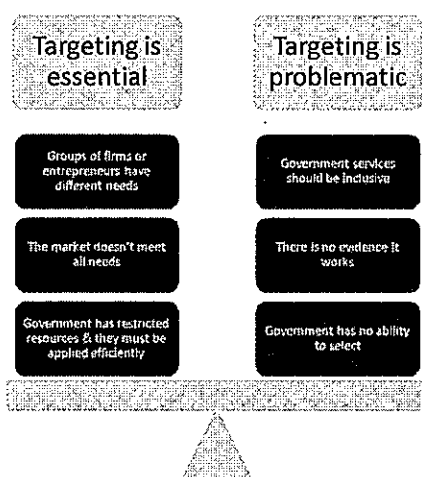 Targeting is
essential
Targeting is
problematic
Groups of firms or
entrepreneurs have
different needs
Government services
should be inclusive
The market doesn't meet
all needs
There is no evidence it
works
Government has restricted
resources & they must be
applied efficiently
Government has no ability
to select